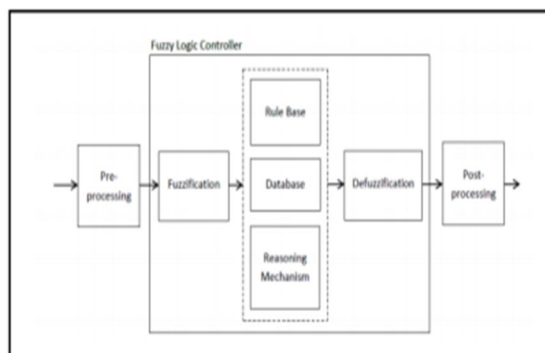 Fuzzy Logic Controller
Rule Base
Pre-
processing
Fuzzification
Database
Defuzzification
Post-
processing
Reasoning
Mechanism